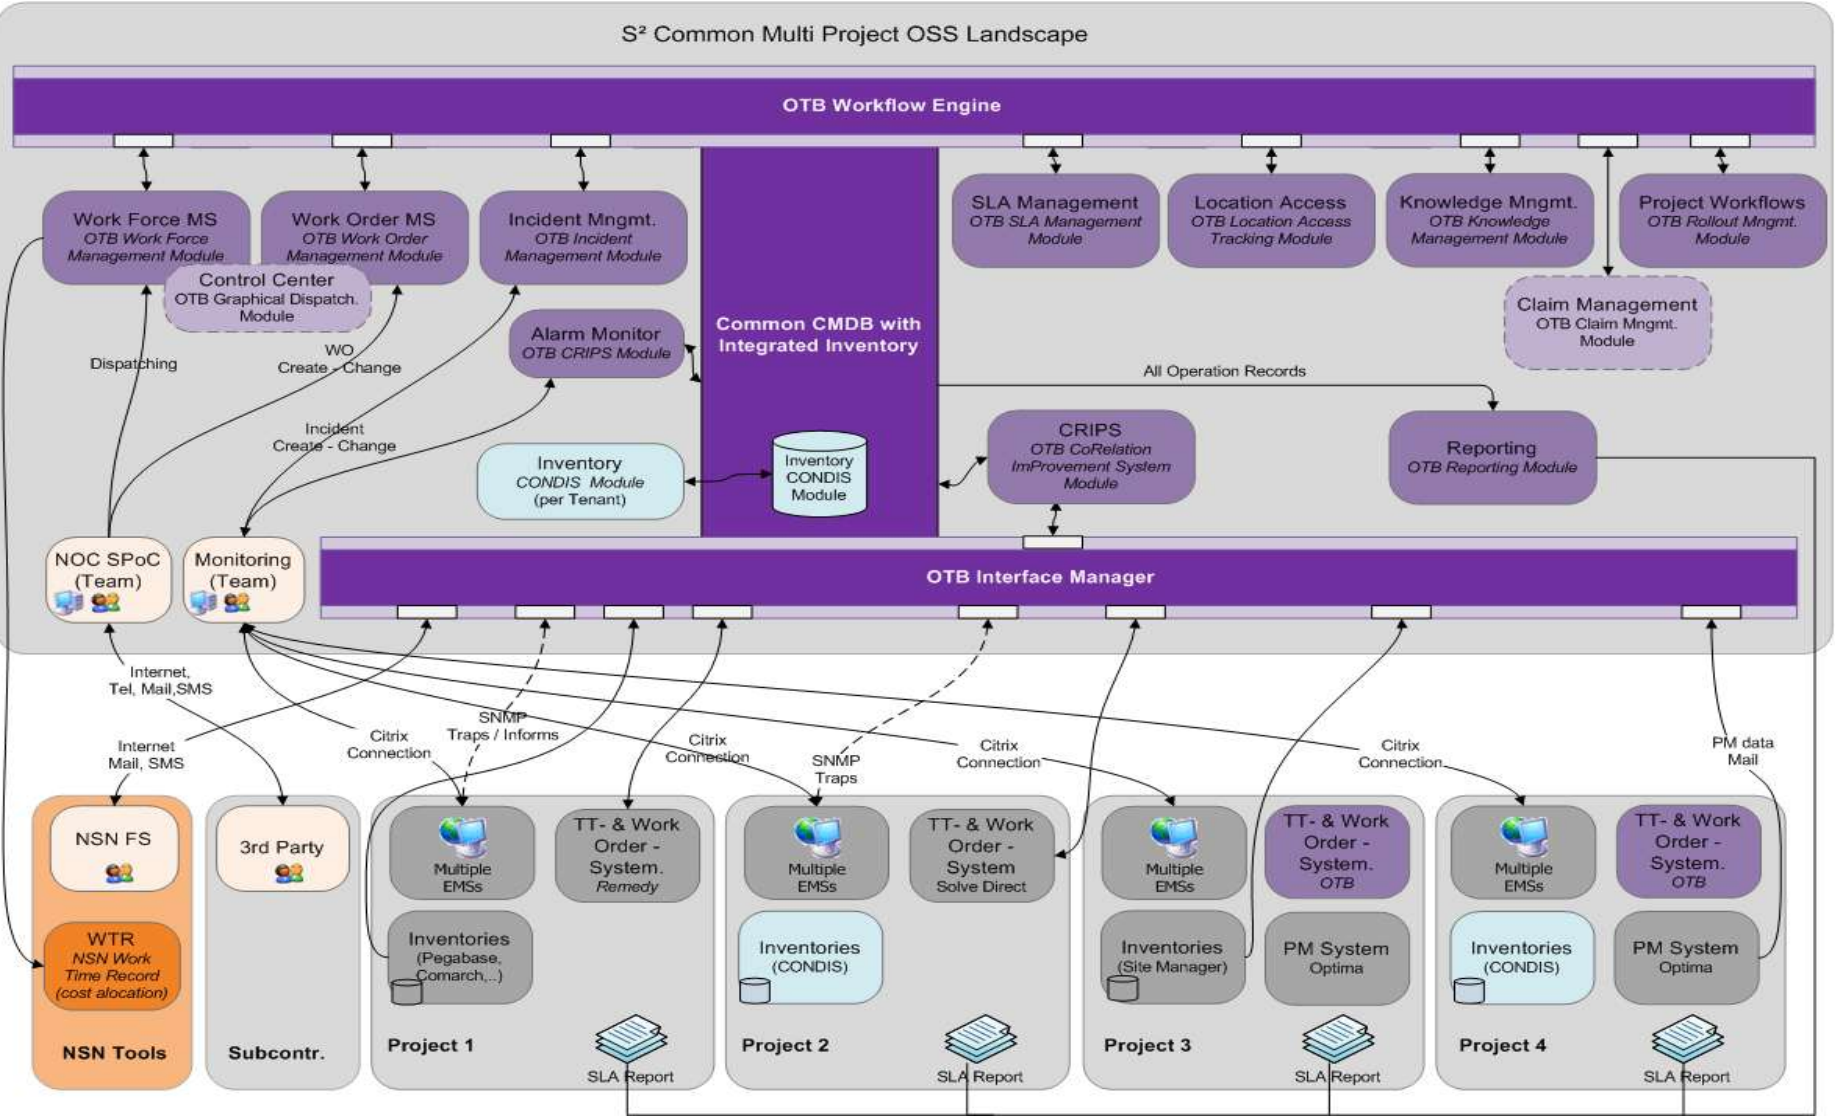 S² Common Multi Project OSS Landscape
OTB Workflow Engine
Work Force MS
OTB Work Force
Management Module
Work Order MS
OTB Work Order
Management Module
Incident Mngmt.
OTB Incident
Management Module
SLA Management
OTB SLA Management
Module
Location Access
OTB Location Access
Tracking Module
Knowledge Mngmt.
OTB Knowledge
Management Module
Project Workflows
OTB Rollout Mngmt.
Module
Control Center
OTB Graphical Dispatch.
Module
Claim Management
OTB Claim Mngmt.
Module
Alarm Monitor
OTB CRIPS Module
Common CMDB with
Integrated Inventory
Dispatching
WO
Create - Change
Incident
Create - Change
All Operation Records
Inventory
CONDIS Module
(per Tenant)
Inventory
CONDIS
Module
CRIPS
OTB CoRelation
ImProvement System
Module
Reporting
OTB Reporting Module
NOC SPoC
(Team)
Monitoring
(Team)
OTB Interface Manager
Internet,
Tel, Mail,SMS
Internet
Mail, SMS
Citrix
Connection
SNMP
Traps / Informs
Citrix
Connection
SNMP
Traps
Citrix
Connection
Citrix
Connection
PM data
Mail
NSN FS
WTR
NSN Work
Time Record
(cost alocation)
NSN Tools
3rd Party
Subcontr.
Multiple
EMSs
TT- & Work
Order -
System.
Remedy
Inventories
(Pegabase,
Comarch,..)
Project 1
SLA Report
Multiple
EMSs
TT- & Work
Order -
System
Solve Direct
Inventories
(CONDIS)
Project 2
SLA Report
Multiple
EMSs
TT- & Work
Order -
System.
OTB
Inventories
(Site Manager)
PM System
Optima
Project 3
SLA Report
Multiple
EMSs
TT- & Work
Order -
System.
OTB
Inventories
(CONDIS)
PM System
Optima
Project 4
SLA Report